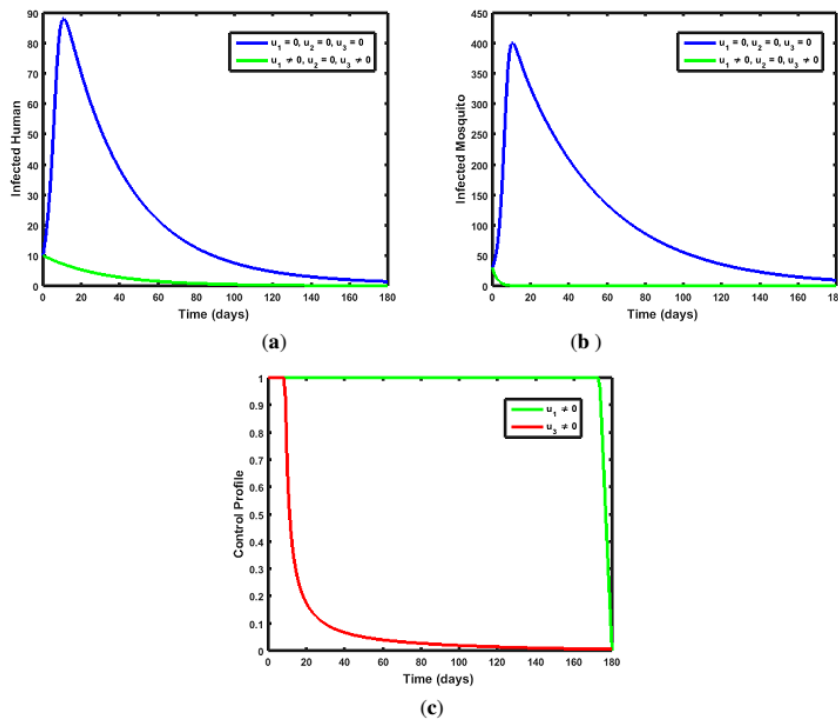 90
80
70
60
50
40
30
20
10
0
Infected Human
u₁ = 0, u₂ = 0, u₃ = 0
u₁ ≠ 0, u₂ = 0, u₃ ≠ 0
0 20 40 60 80 100 120 140 160 180
Time (days)
(a)
450
400
350
300
250
200
150
100
50
0
Infected Mosquito
u₁ = 0, u₂ = 0, u₃ = 0
u₁ ≠ 0, u₂ = 0, u₃ ≠ 0
0 20 40 60 80 100 120 140 160 180
Time (days)
(b )
1
0.9
0.8
0.7
0.6
0.5
0.4
0.3
0.2
0.1
0
Control Profile
u₁ ≠ 0
u₃ ≠ 0
0 20 40 60 80 100 120 140 160 180
Time (days)
(c)